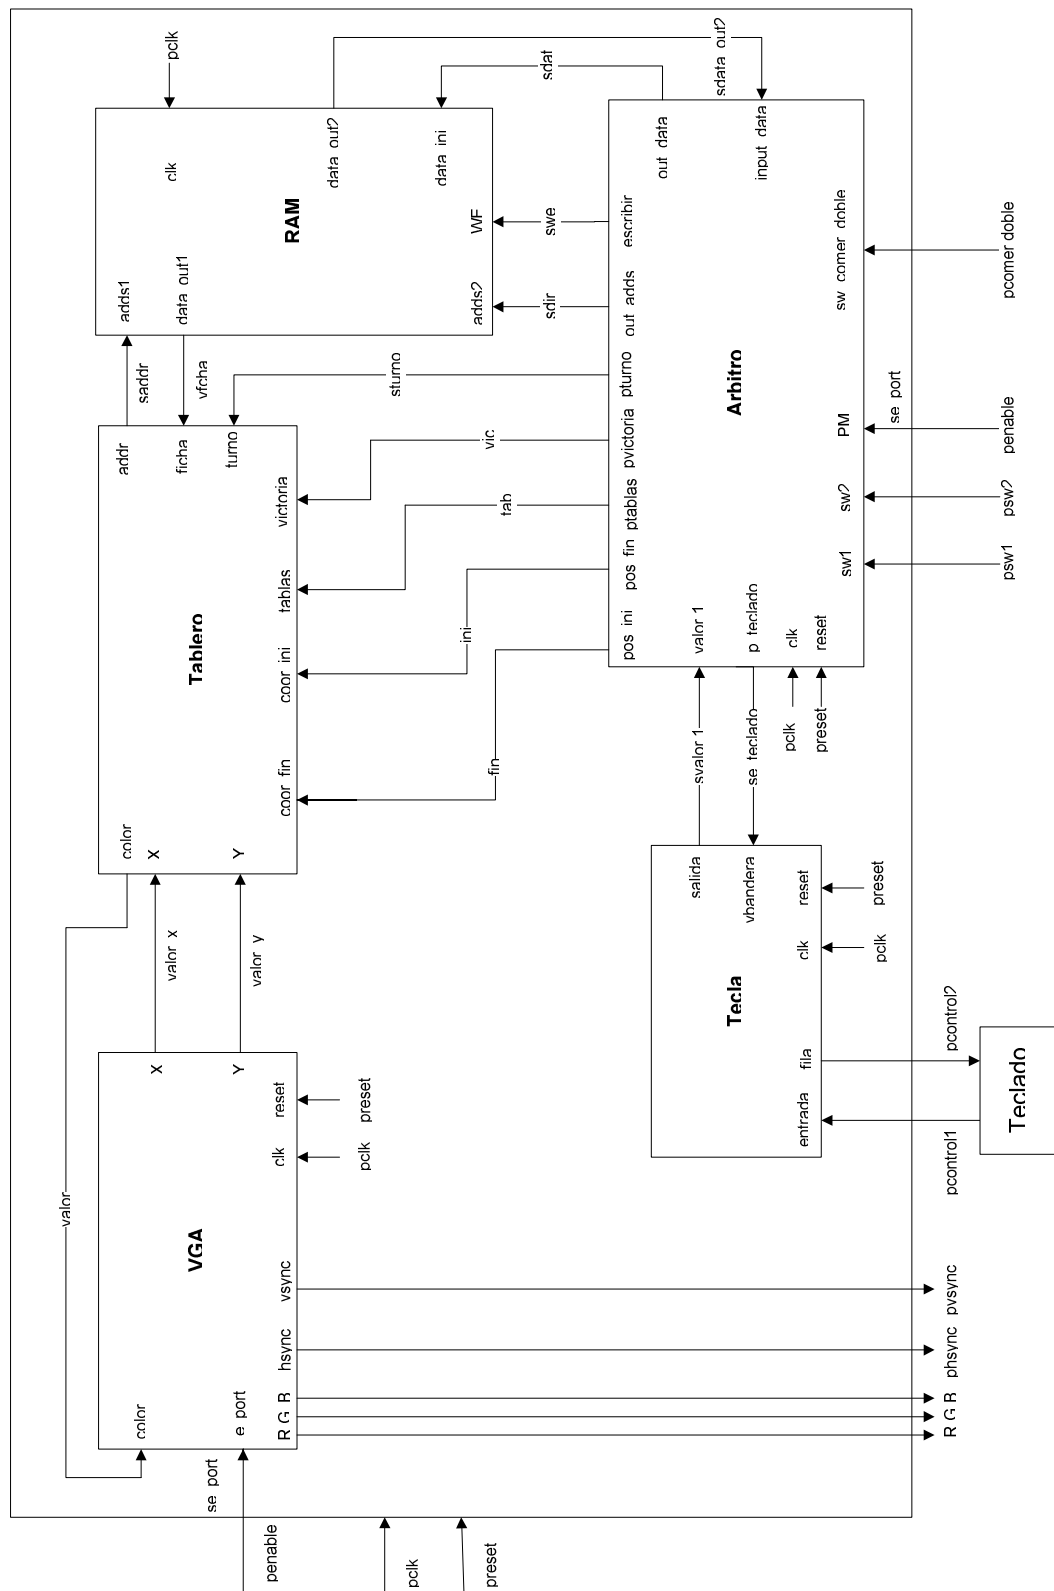 valor
VGA
color
e port
R G B
hsync
vsync
clk
reset
X
Y
se port
penable
pclk
preset
pclk
preset
valor x
valor y
Tablero
color
X
Y
coor fin
coor ini
tablas
victoria
addr
ficha
turno
saddr
vfcha
sturno
RAM
adds1
data out1
adds2
WF
clk
data out2
data ini
pclk
sdat
sdata out2
fin
ini
tab
vic
sdir
swe
Arbitro
pos ini
pos fin
ptablas
pvictoria
pturno
out adds
escribir
out data
input data
valor 1
p teclado
clk
reset
sw1
sw2
PM
sw comer doble
svalor 1
se teclado
pclk
preset
Tecla
salida
vbandera
entrada
fila
clk
reset
pclk
preset
se port
R G B
phsync
pvsync
pcontrol1
pcontrol2
psw1
psw2
penable
pcomer doble
Teclado